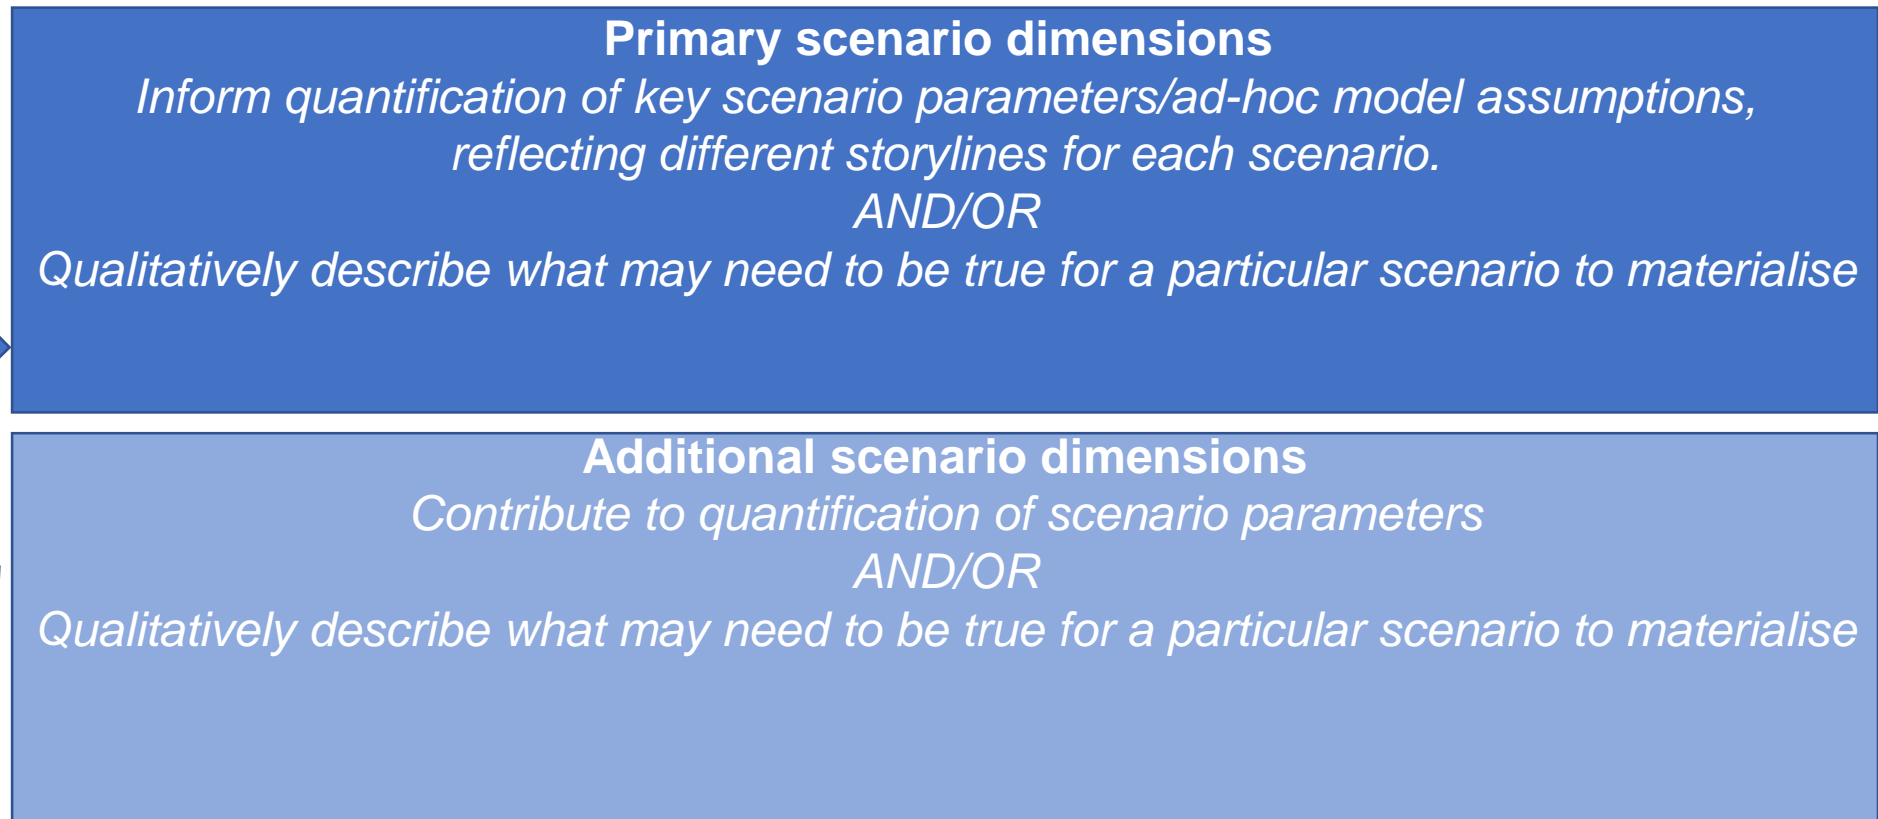 Primary scenario dimensions
Inform quantification of key scenario parameters/ad-hoc model assumptions,
reflecting different storylines for each scenario.
AND/OR
Qualitatively describe what may need to be true for a particular scenario to materialise
Additional scenario dimensions
Contribute to quantification of scenario parameters
AND/OR
Qualitatively describe what may need to be true for a particular scenario to materialise